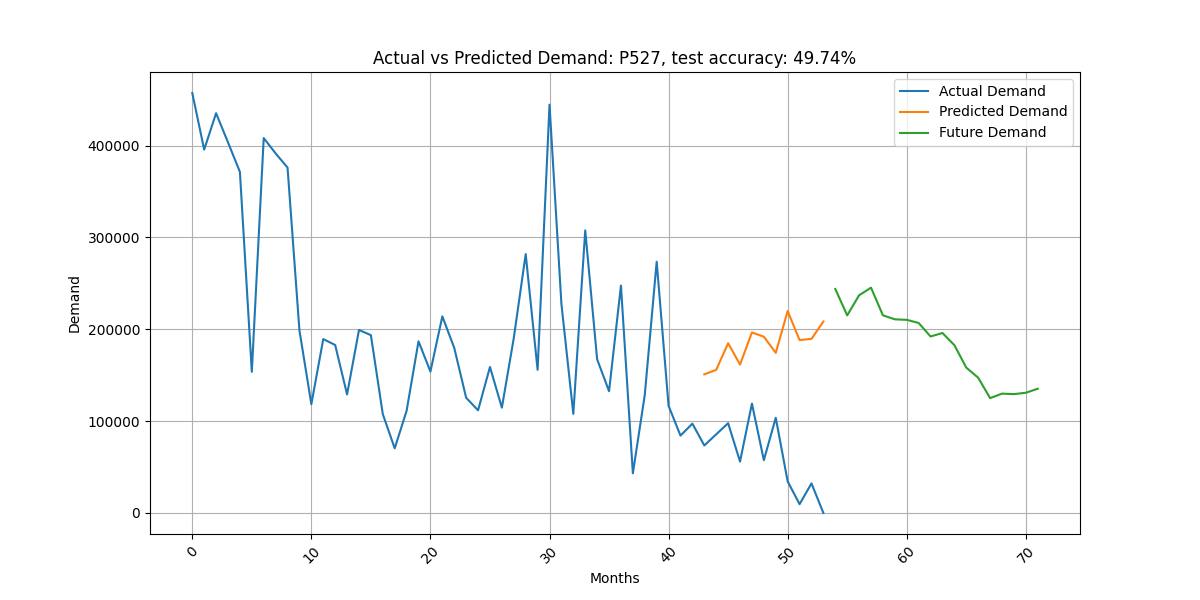 Actual vs Predicted Demand: P527, test accuracy: 49.74%
Actual Demand
Predicted Demand
Future Demand
400000
300000
200000
100000
0
Demand
0 10 20 30 40 50 60 70
Months